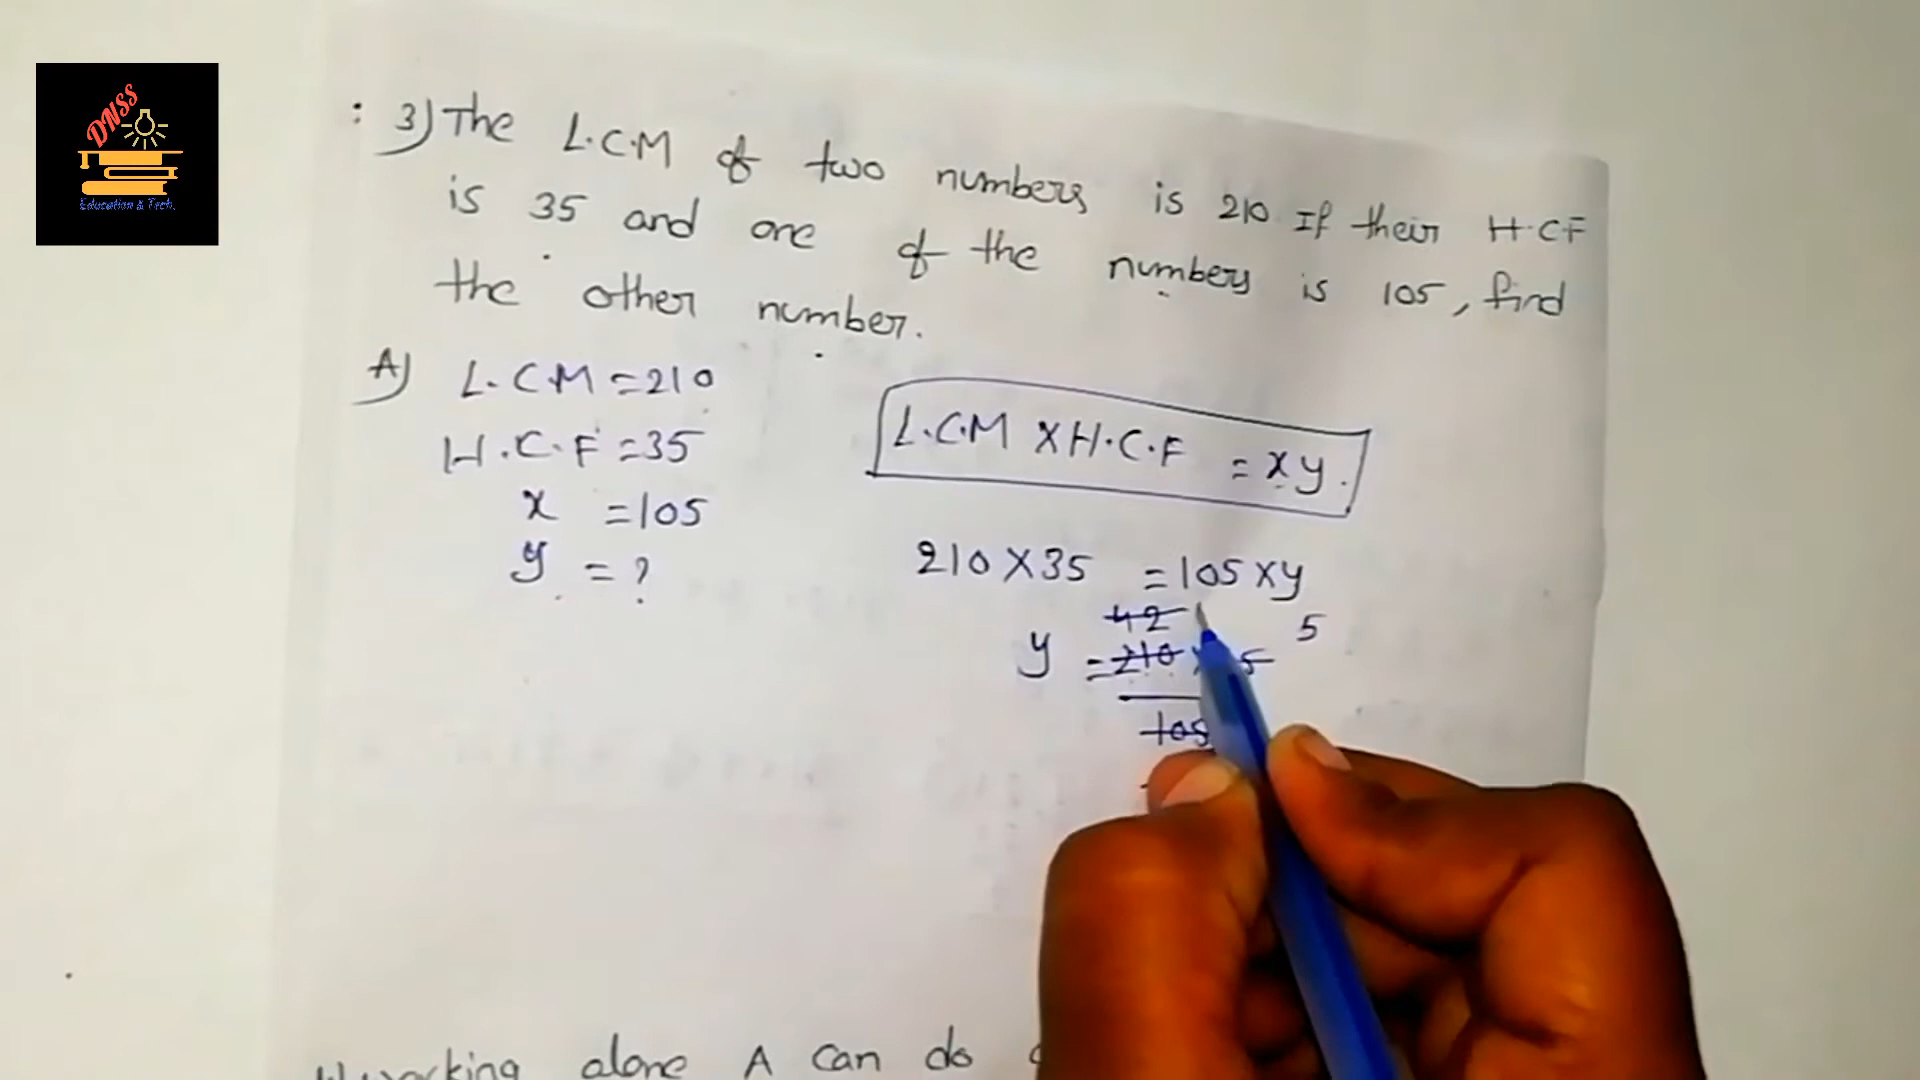 DNSS
Education & Tech.
: 3) The L.C.M of two numbers is 210 If their H.C.F
is 35 and one of the numbers is 105, find
the other number.
A) L.C.M = 210
H.C.F = 35
x = 105
y = ?
L.C.M X H.C.F = xy.
210 X 35 = 105 X y
42
5
y = 210 X 5
105
working alone A can do